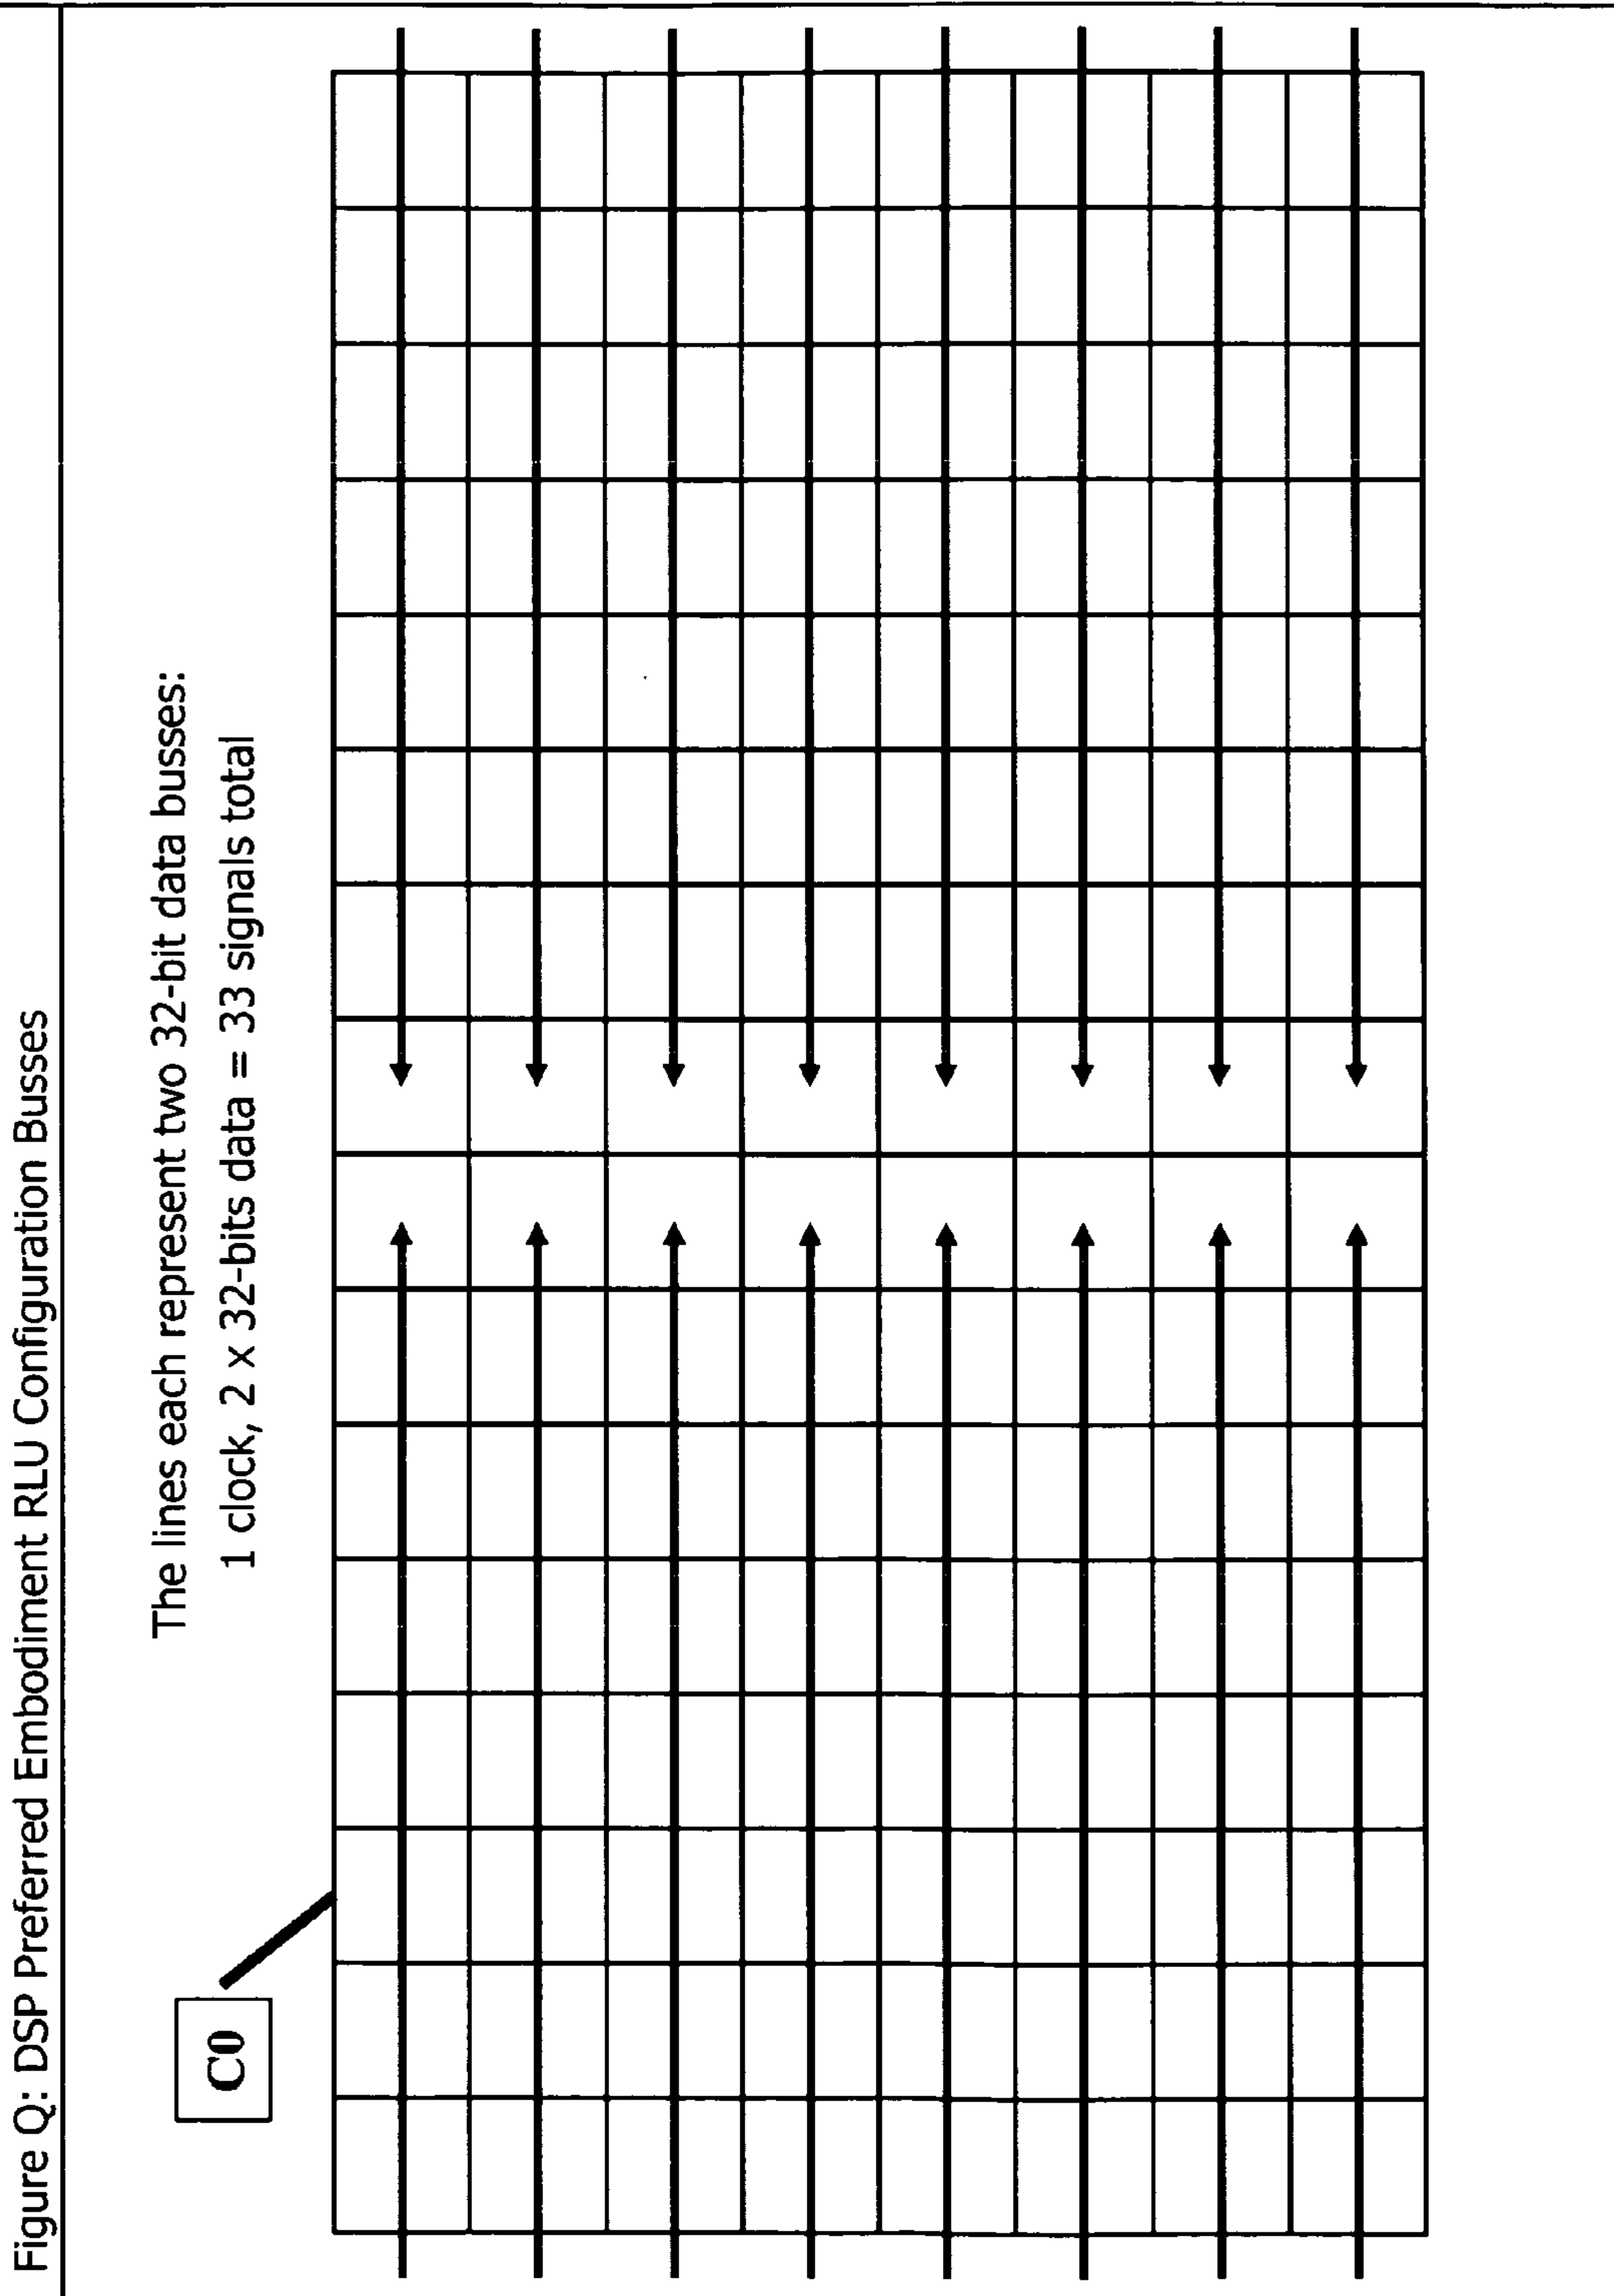 Figure Q: DSP Preferred Embodiment RLU Configuration Busses
The lines each represent two 32-bit data busses:
1 clock, 2 x 32-bits data = 33 signals total
C0